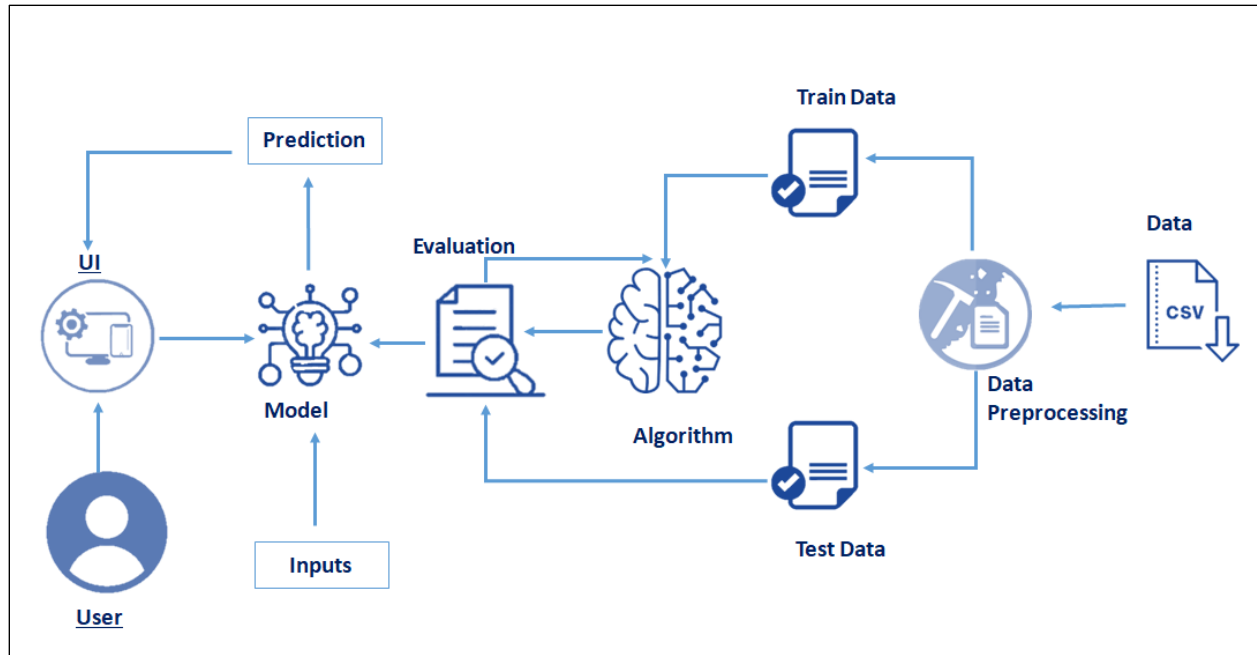 Train Data
Prediction
Data
Evaluation
UI
CSV
Data
Preprocessing
Model
Algorithm
Test Data
Inputs
User